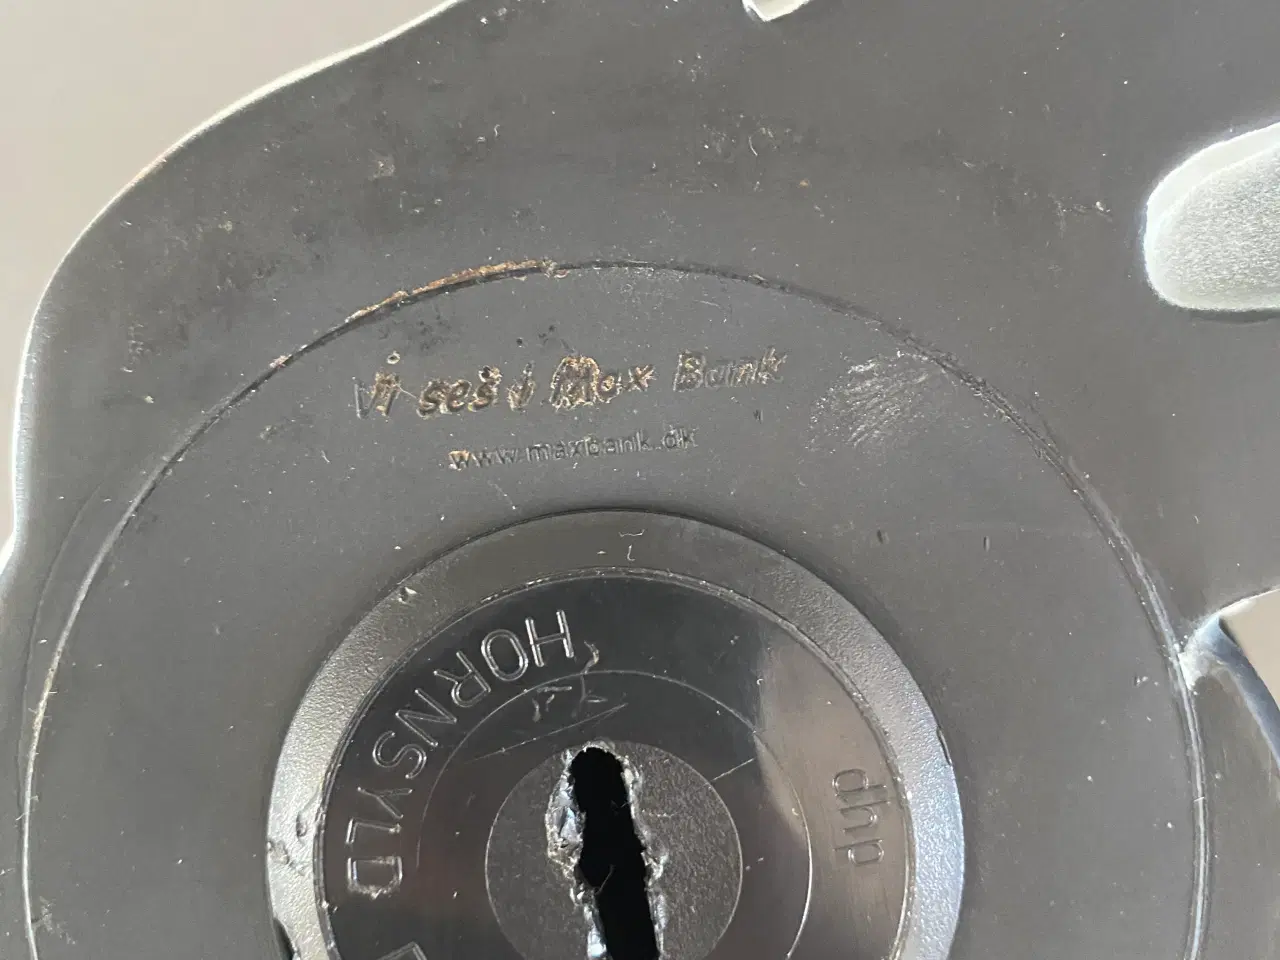 Vi ses i Max Bank
www.maxbank.dk
HORNSYLD
dhp